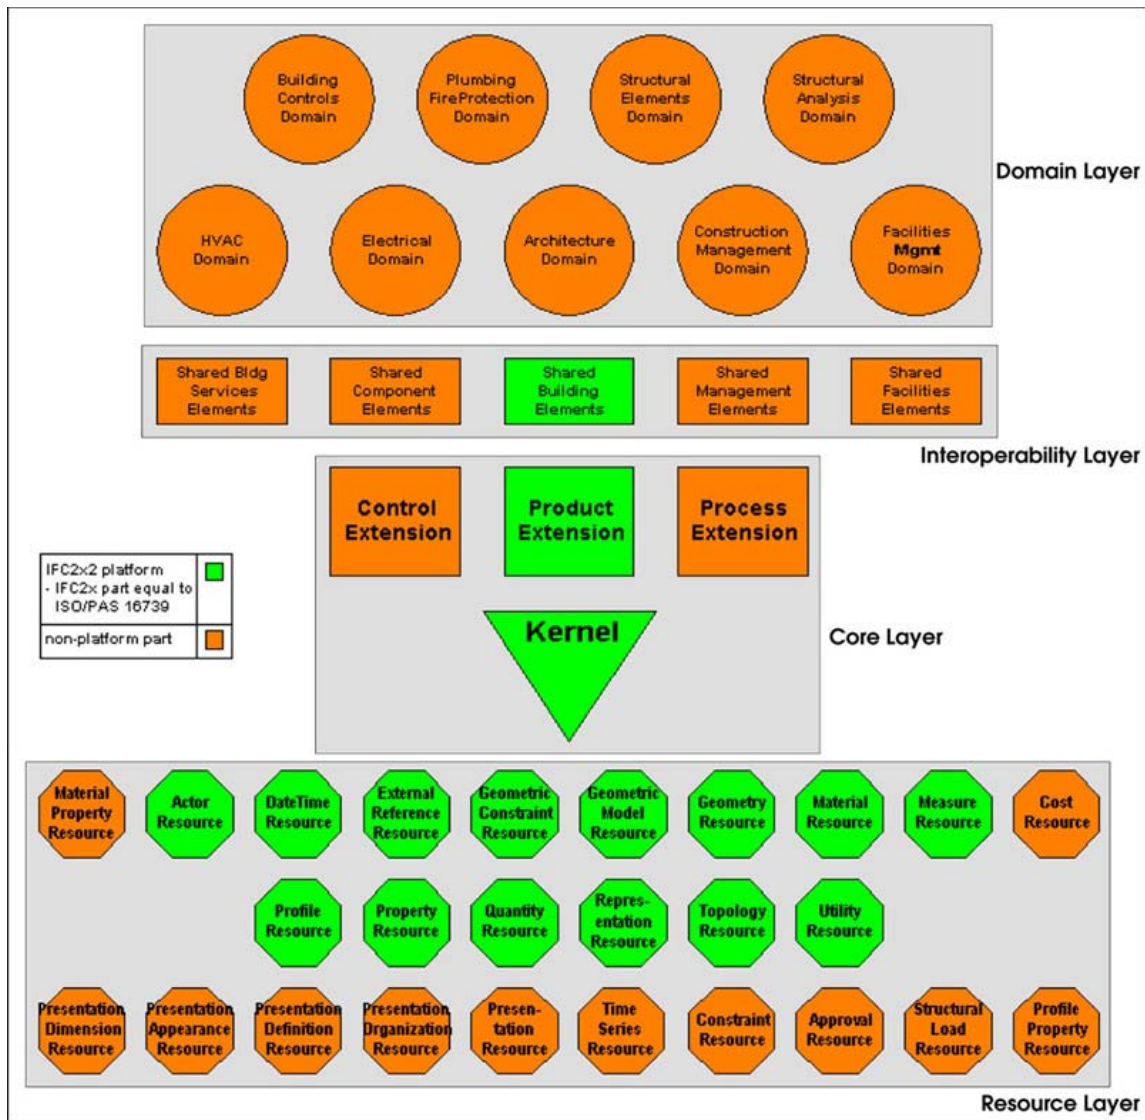 Building
Controls
Domain
Plumbing
FireProtection
Domain
Structural
Elements
Domain
Structural
Analysis
Domain
Domain Layer
HVAC
Domain
Electrical
Domain
Architecture
Domain
Construction
Management
Domain
Facilities
Mgmt
Domain
Shared Bldg
Services
Elements
Shared
Component
Elements
Shared
Building
Elements
Shared
Management
Elements
Shared
Facilities
Elements
Interoperability Layer
Control
Extension
Product
Extension
Process
Extension
IFC2x2 platform
- IFC2x part equal to
ISO/PAS 16739
non-platform part
Kernel
Core Layer
Material
Property
Resource
Actor
Resource
DateTime
Resource
External
Reference
Resource
Geometric
Constraint
Resource
Geometric
Model
Resource
Geometry
Resource
Material
Resource
Measure
Resource
Cost
Resource
Profile
Resource
Property
Resource
Quantity
Resource
Repres-
entation
Resource
Topology
Resource
Utility
Resource
Presentation
Dimension
Resource
Presentation
Appearance
Resource
Presentation
Definition
Resource
Presentation
Organization
Resource
Presen-
tation
Resource
Time
Series
Resource
Constraint
Resource
Approval
Resource
Structural
Load
Resource
Profile
Property
Resource
Resource Layer